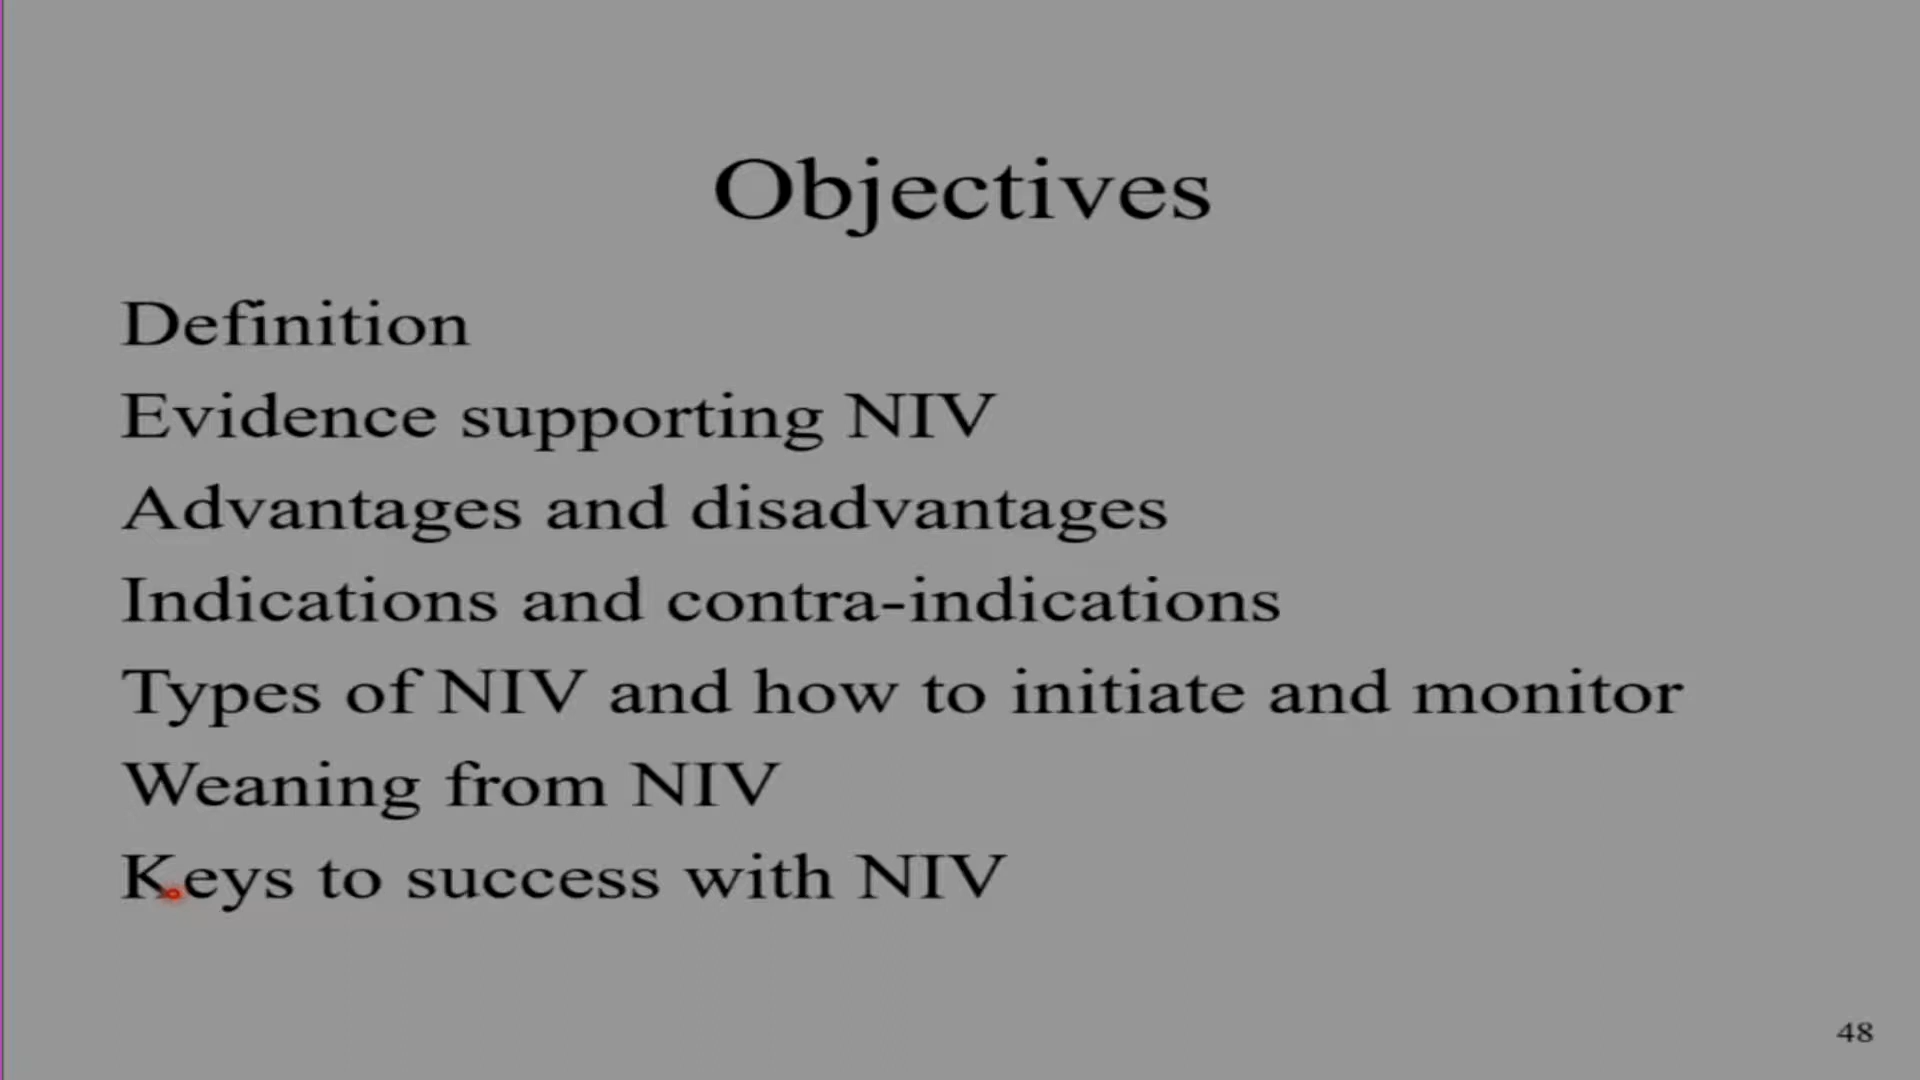 Objectives
Definition
Evidence supporting NIV
Advantages and disadvantages
Indications and contra-indications
Types of NIV and how to initiate and monitor
Weaning from NIV
Keys to success with NIV
48